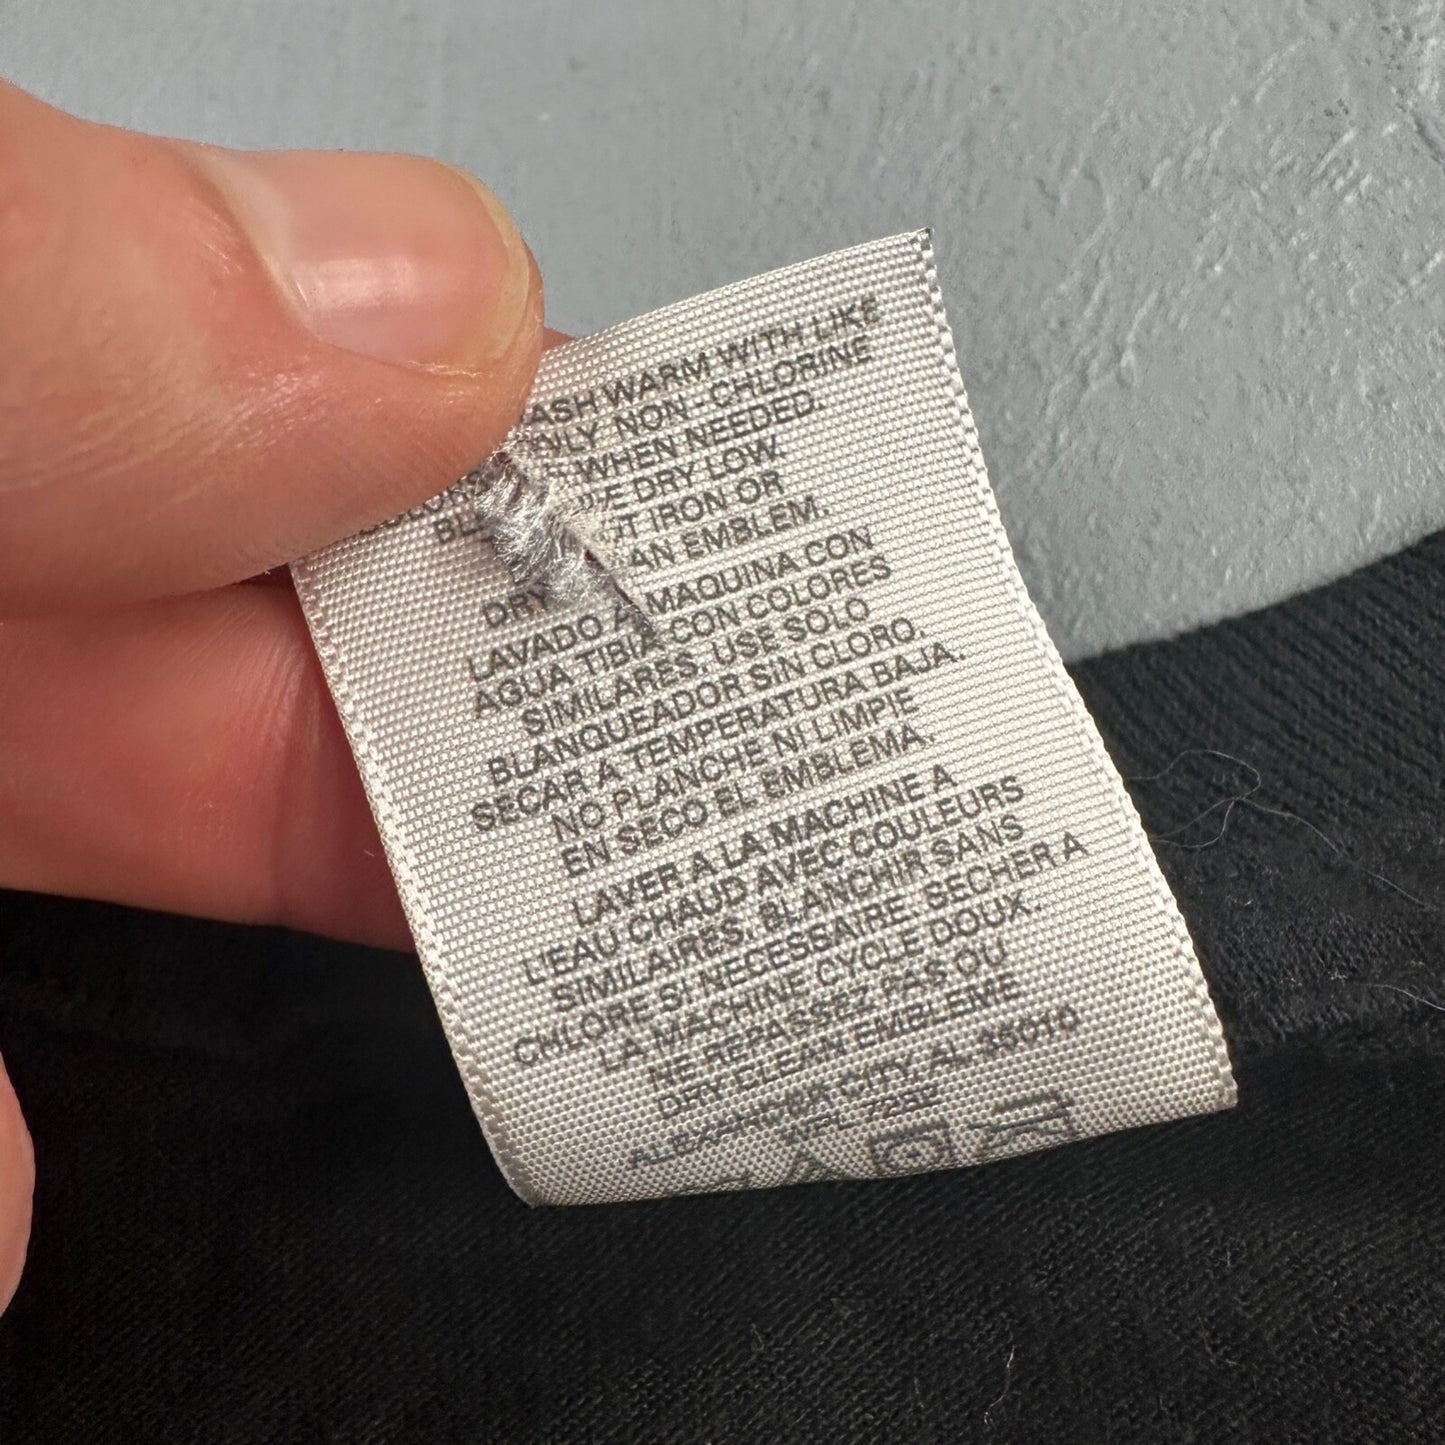 WARM WITH LIKE
NON-CHLORINE
WHEN NEEDED.
DRY LOW.
IRON OR
DRY AN EMBLEM.
LAVADO A MAQUINA CON
AGUA TIBIA CON COLORES
SIMILARES. USE SOLO
BLANQUEADOR SIN CLORO.
SECAR A TEMPERATURA BAJA.
NO PLANCHE NI LIMPIE
EN SECO EL EMBLEMA.
LAVER A LA MACHINE A
L'EAU CHAUD AVEC COULEURS
SIMILAIRES. BLANCHIR SANS
CHLORE SI NECESSAIRE. SECHER A
LA MACHINE CYCLE DOUX.
NE REPASSEZ PAS OU
DRY CLEAN EMBLEME
ALEXANDER CITY, AL 35010